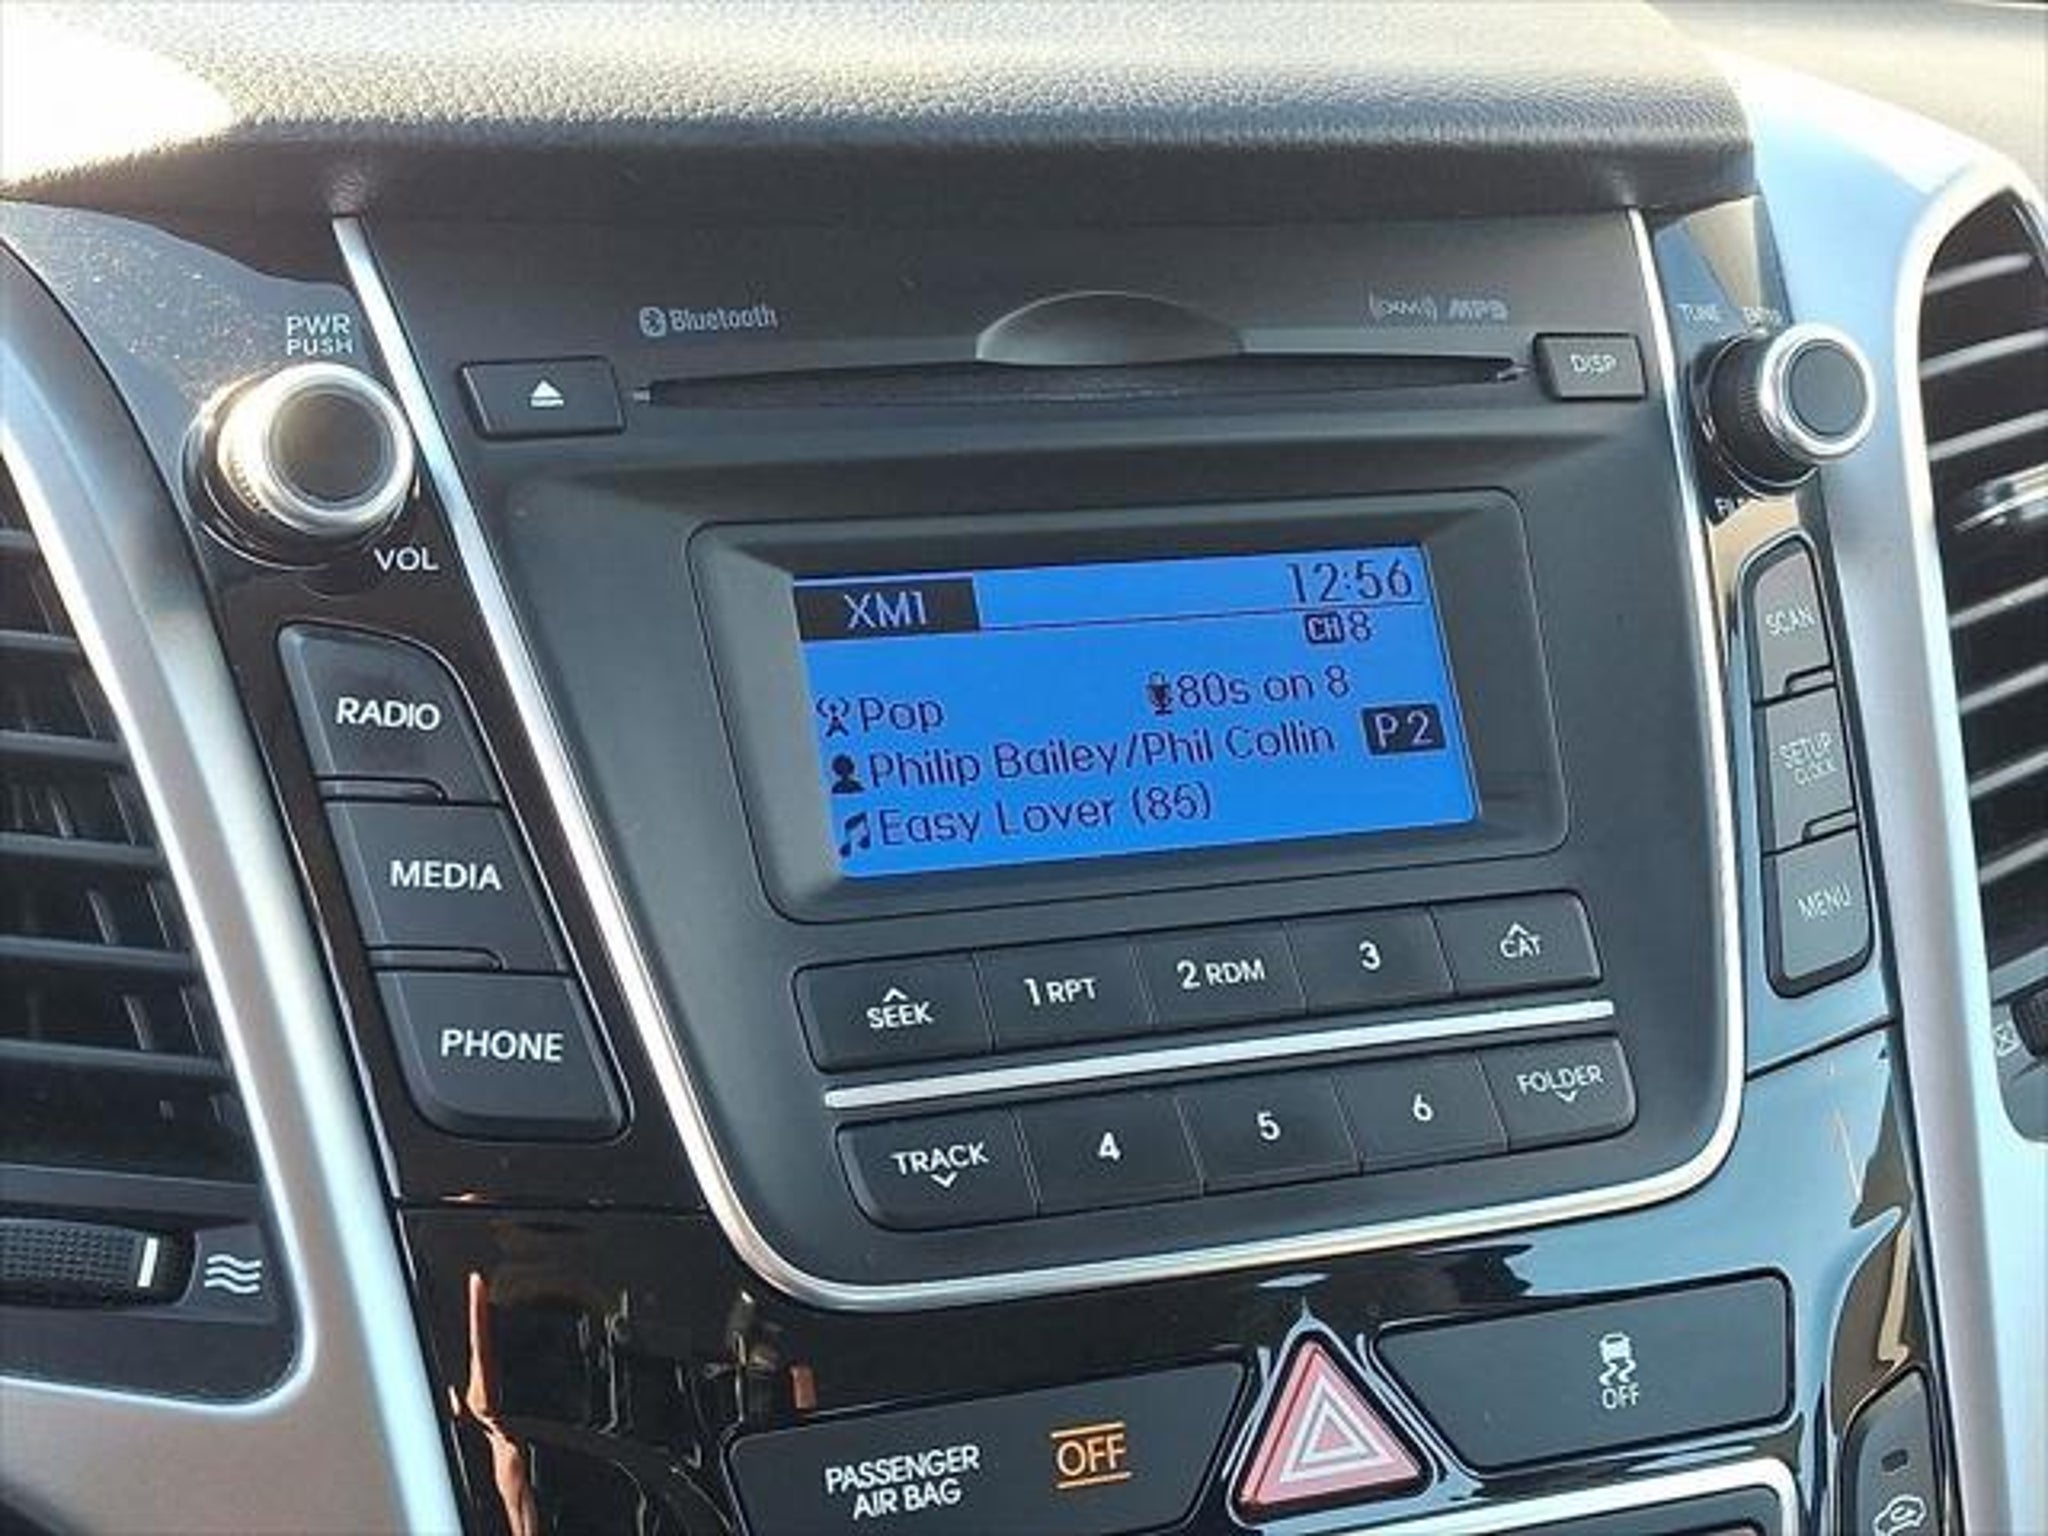 Bluetooth
(XM) MP3
PWR
PUSH
VOL
DISP
TUNE
XM1
12:56
CH 8
Pop
80s on 8
Philip Bailey/Phil Collin
P2
Easy Lover (85)
RADIO
MEDIA
PHONE
SCAN
SETUP
CLOCK
MENU
SEEK
1 RPT
2 RDM
3
CAT
TRACK
4
5
6
FOLDER
PASSENGER
AIR BAG
OFF
OFF